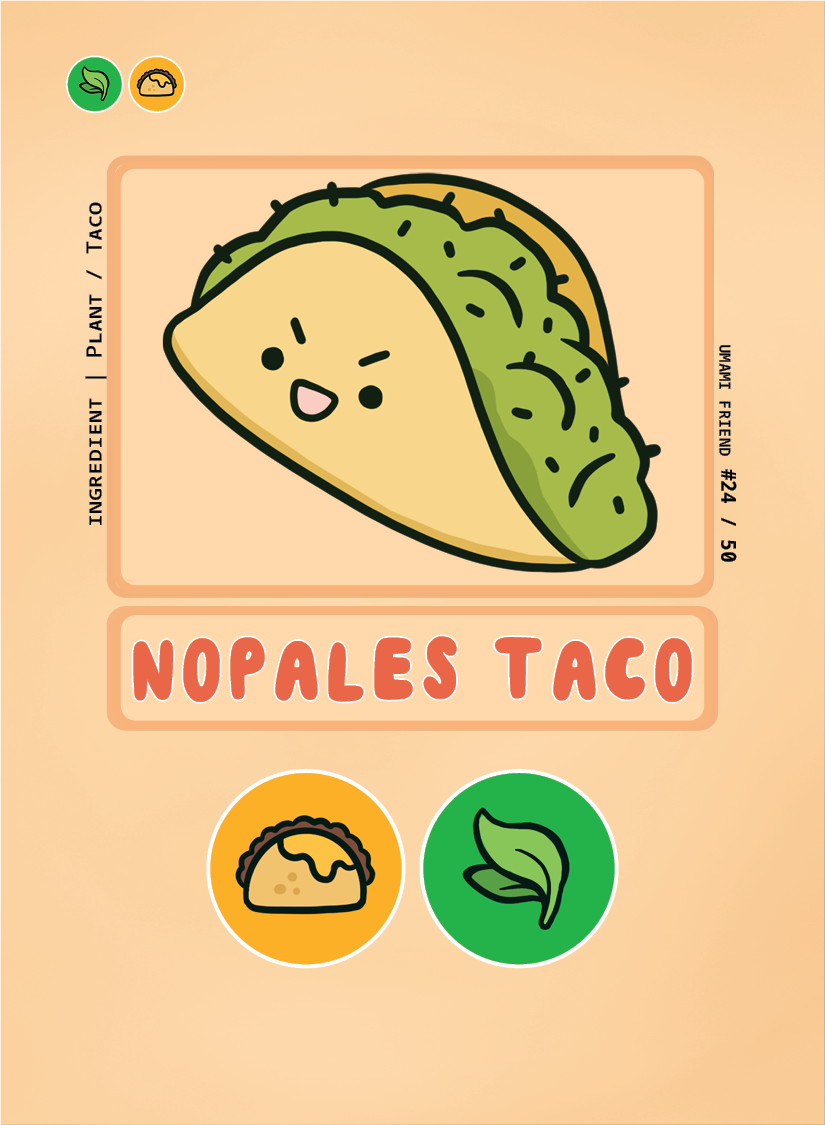 INGREDIENT | PLANT / TACO
UMAMI FRIEND #24 / 50
NOPALES TACO